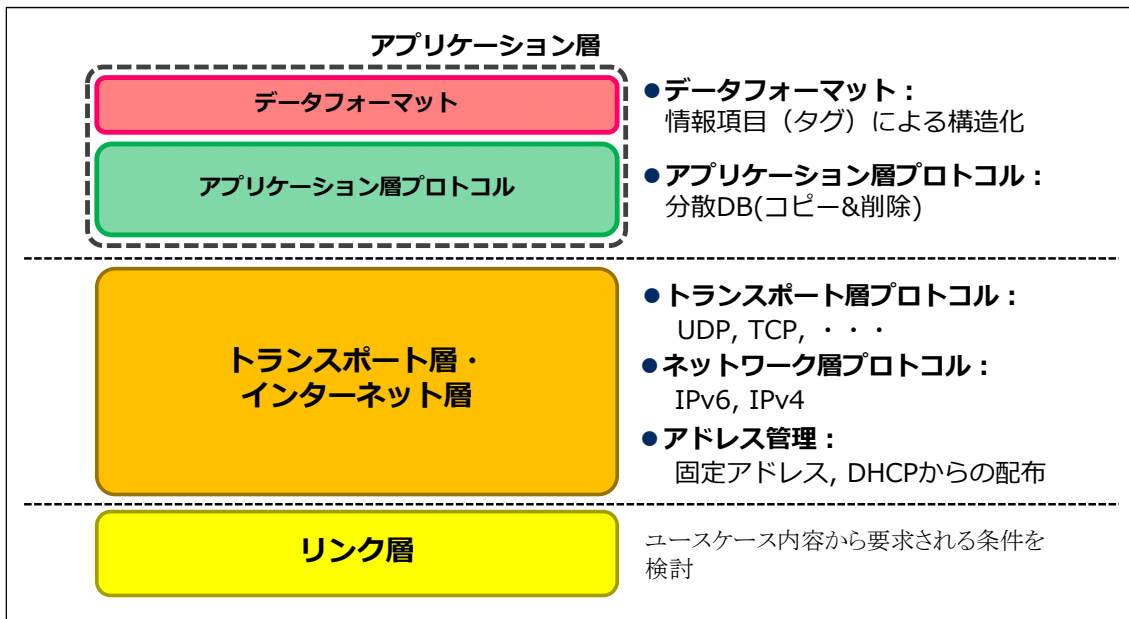 アプリケーション層
データフォーマット
●データフォーマット：
情報項目（タグ）による構造化
アプリケーション層プロトコル
●アプリケーション層プロトコル：
分散DB(コピー&削除)
トランスポート層・
インターネット層
●トランスポート層プロトコル：
UDP, TCP, ・・・
●ネットワーク層プロトコル：
IPv6, IPv4
●アドレス管理：
固定アドレス, DHCPからの配布
リンク層
ユースケース内容から要求される条件を
検討